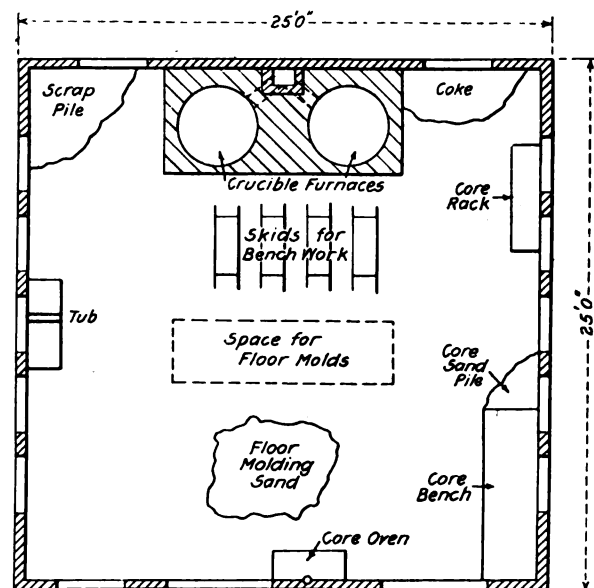 25'0"
Scrap
Pile
Coke
Crucible Furnaces
Core
Rack
Skids for
Bench Work
Tub
Space for
Floor Molds
25'0"
Core
Sand
Pile
Floor
Molding
Sand
Core
Bench
Core Oven